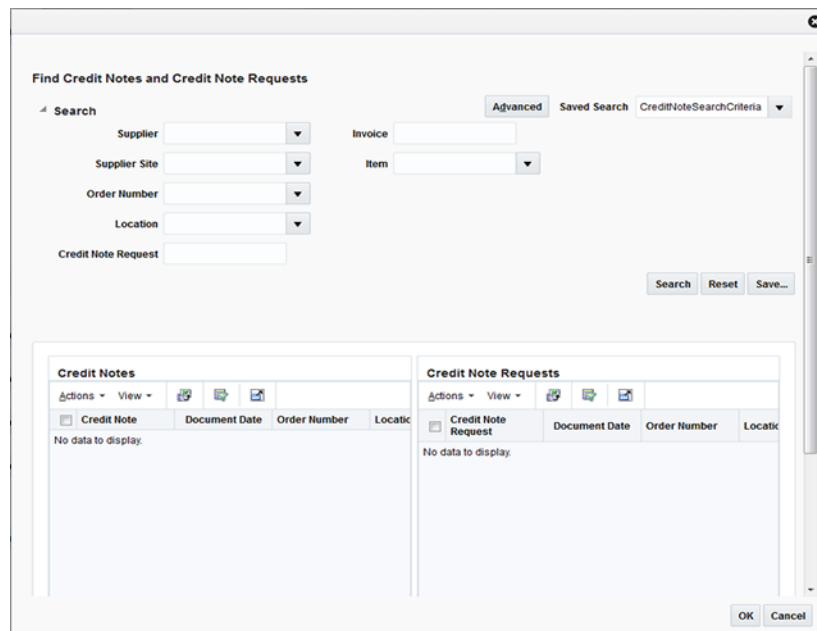 Find Credit Notes and Credit Note Requests
Search
Advanced Saved Search CreditNoteSearchCriteria
Supplier Invoice
Supplier Site Item
Order Number
Location
Credit Note Request
Search Reset Save...
Credit Notes
Actions View
Credit Note Document Date Order Number Locatic
No data to display.
Credit Note Requests
Actions View
Credit Note Request Document Date Order Number Locatic
No data to display.
OK Cancel